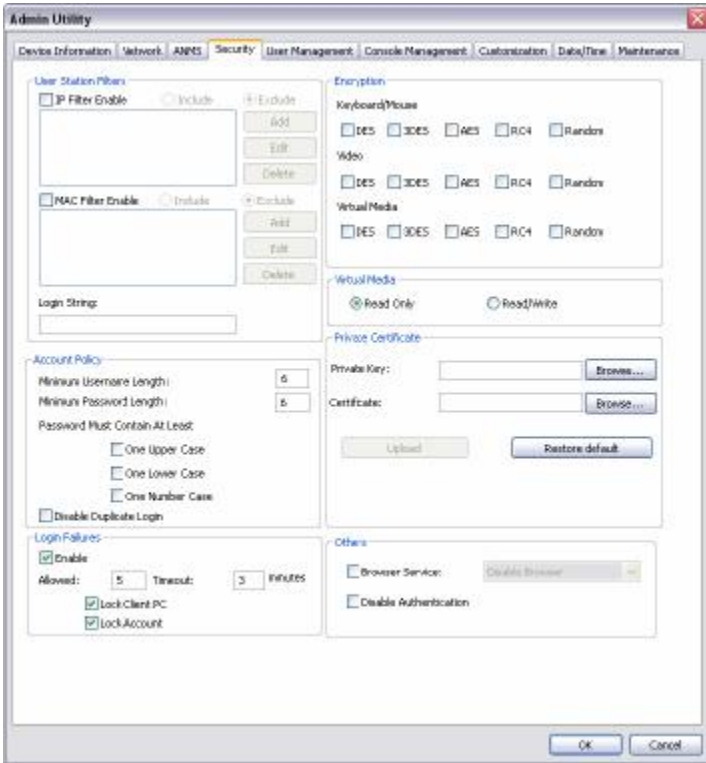 Admin Utility
Device Information Network ANMS Security User Management Console Management Customization Date/Time Maintenance
User Station Filters
IP Filter Enable Include Exclude
Add
Edit
Delete
MAC Filter Enable Include Exclude
Add
Edit
Delete
Login String:
Account Policy
Minimum Username Length: 6
Minimum Password Length: 6
Password Must Contain At Least
One Upper Case
One Lower Case
One Number Case
Disable Duplicate Login
Login Failures
Enable
Allowed: 5 Timeout: 3 minutes
Lock Client PC
Lock Account
Encryption
Keyboard/Mouse
DES 3DES AES RC4 Random
Video
DES 3DES AES RC4 Random
Virtual Media
DES 3DES AES RC4 Random
Virtual Media
Read Only Read/Write
Private Certificate
Private Key: Browse...
Certificate: Browse...
Upload Restore default
Others
Browser Service: Disable Browser
Disable Authentication
OK Cancel